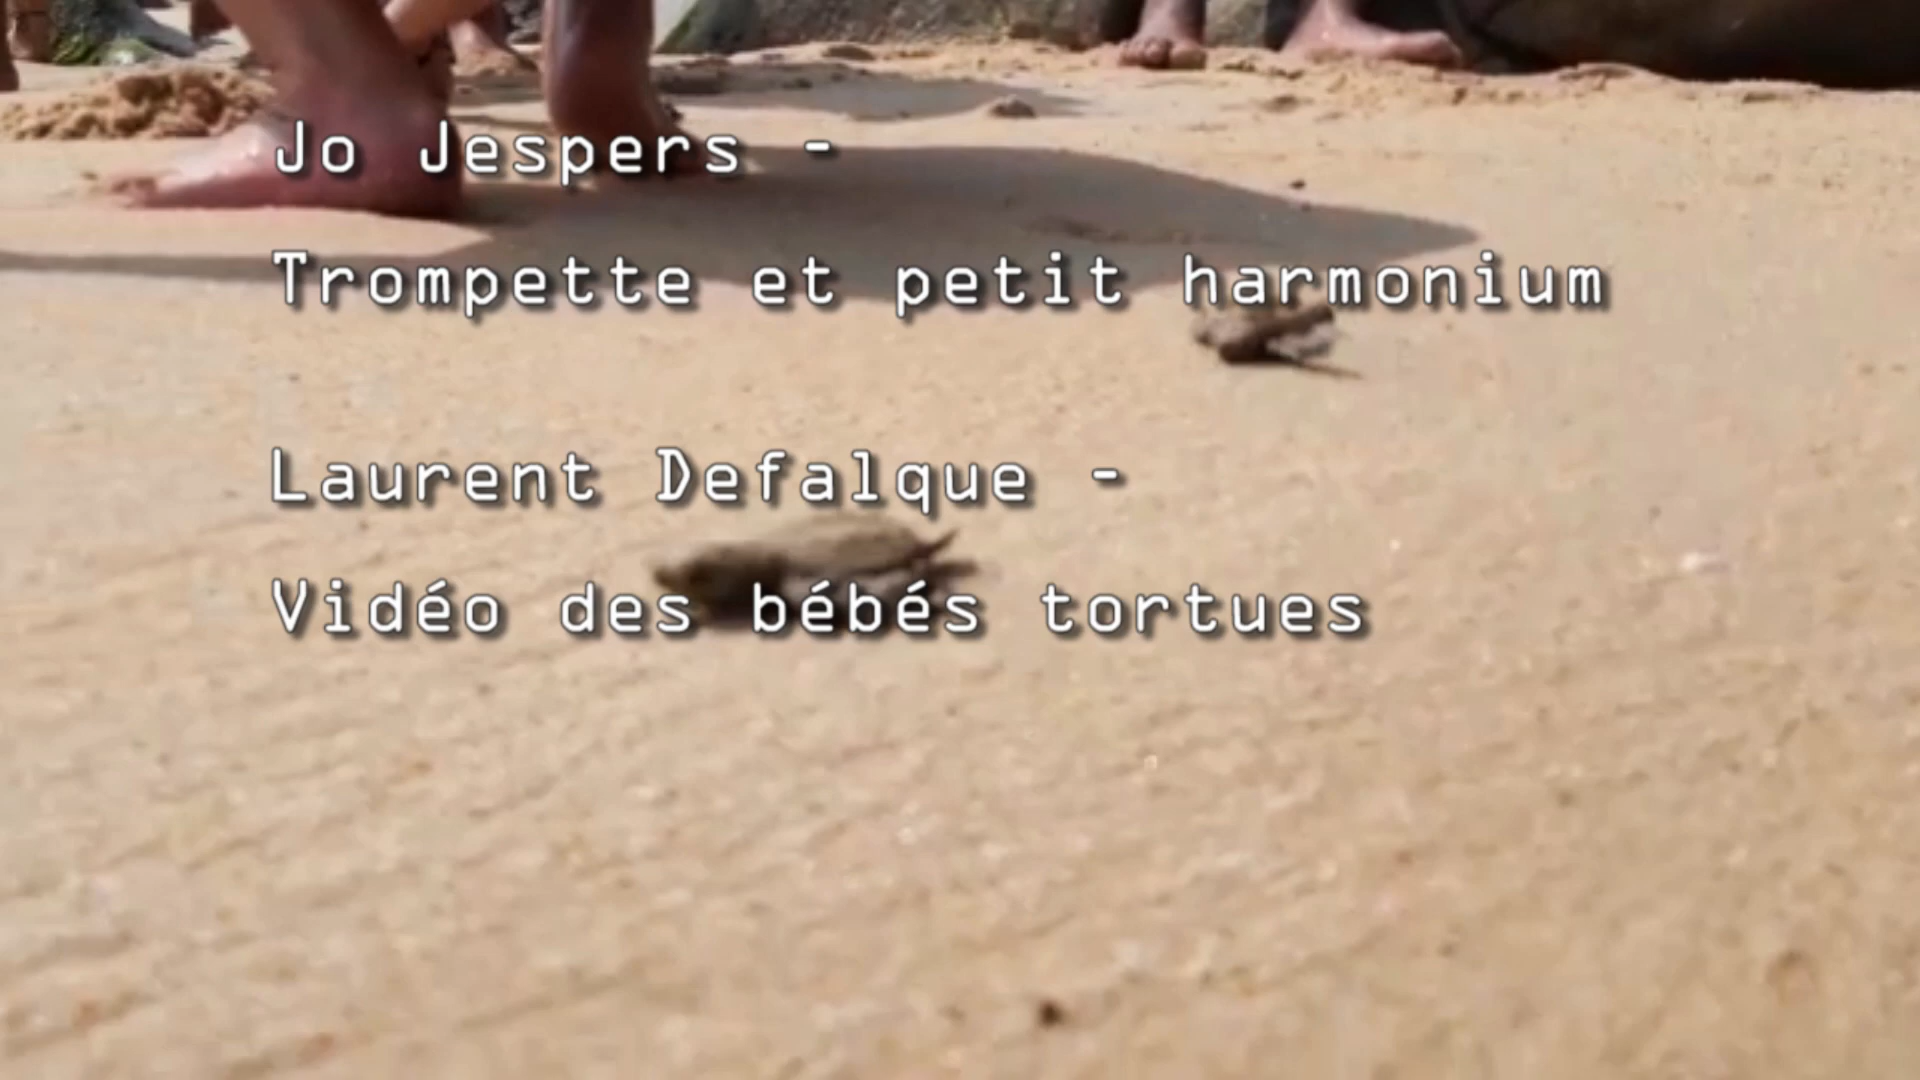 Jo Jespers -
Trompette et petit harmonium
Laurent Defalque -
Vidéo des bébés tortues